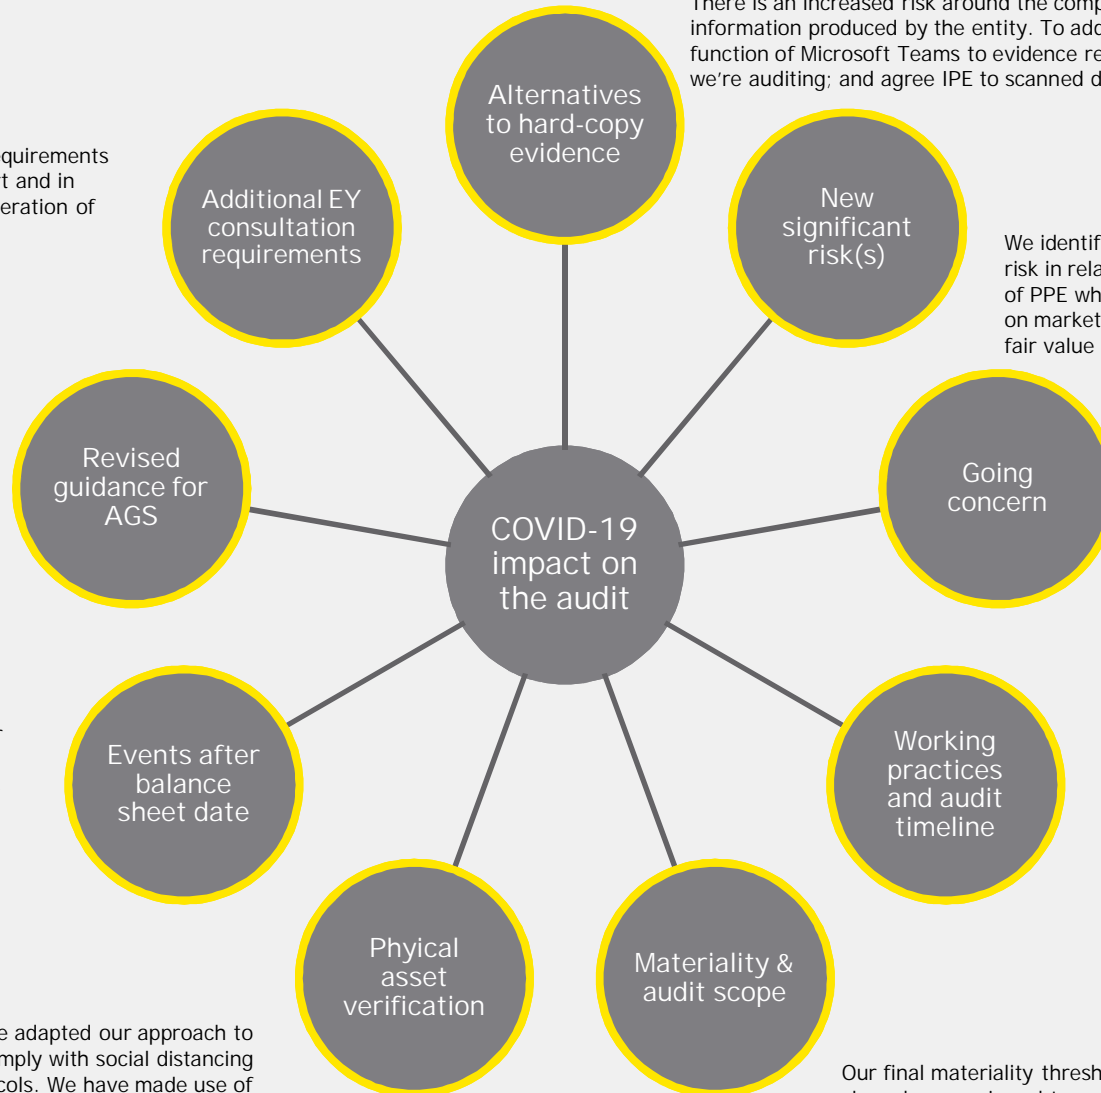 There is an increased risk around the comp
information produced by the entity. To add
function of Microsoft Teams to evidence re
we're auditing; and agree IPE to scanned d
Alternatives
to hard-copy
evidence
equirements
t and in
eration of
Additional EY
consultation
requirements
New
significant
risk(s)
We identif
risk in rela
of PPE wh
on market
fair value
Revised
guidance for
AGS
Going
concern
COVID-19
impact on
the audit
Events after
balance
sheet date
Working
practices
and audit
timeline
Phyical
asset
verification
Materiality &
audit scope
e adapted our approach to
mply with social distancing
cols. We have made use of
Our final materiality thresh